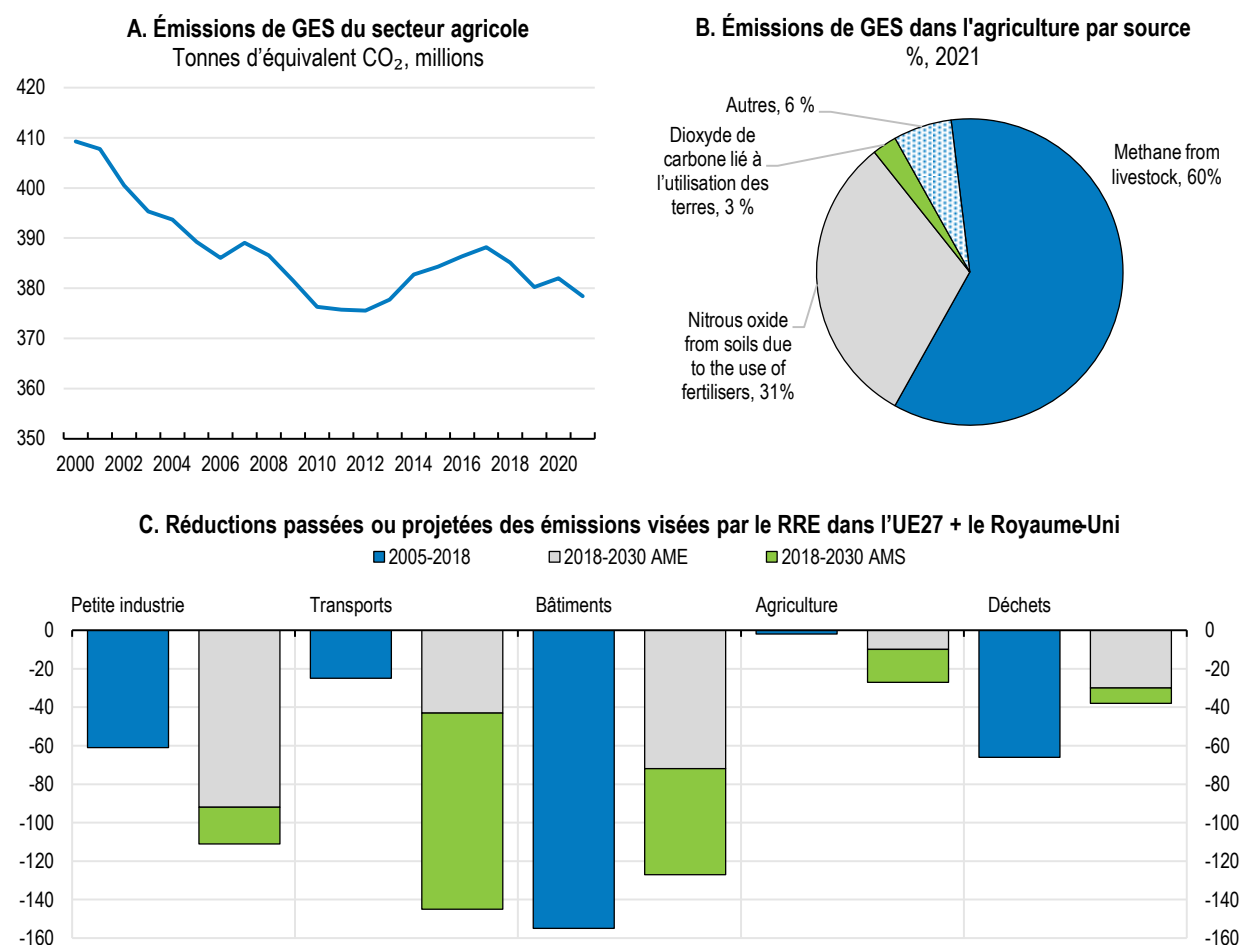 A. Émissions de GES du secteur agricole
Tonnes d'équivalent CO₂, millions
420
410
400
390
380
370
360
350
2000 2002 2004 2006 2008 2010 2012 2014 2016 2018 2020
B. Émissions de GES dans l'agriculture par source
%, 2021
Autres, 6 %
Dioxyde de
carbone lié à
l'utilisation des
terres, 3 %
Methane from
livestock, 60%
Nitrous oxide
from soils due
to the use of
fertilisers, 31%
C. Réductions passées ou projetées des émissions visées par le RRE dans l'UE27 + le Royaume-Uni
2005-2018 2018-2030 AME 2018-2030 AMS
Petite industrie Transports Bâtiments Agriculture Déchets
0 0
-20 -20
-40 -40
-60 -60
-80 -80
-100 -100
-120 -120
-140 -140
-160 -160